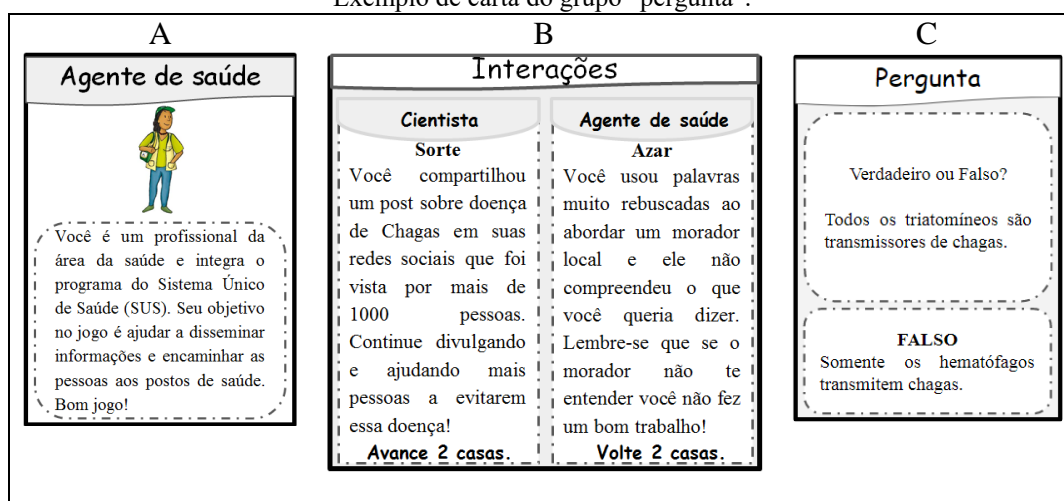 Exemplo de carta do grupo "pergunta".
A
B
C
Agente de saúde
Você é um profissional da
área da saúde e integra o
programa do Sistema Único
de Saúde (SUS). Seu objetivo
no jogo é ajudar a disseminar
informações e encaminhar as
pessoas aos postos de saúde.
Bom jogo!
Interações
Cientista
Sorte
Você compartilhou
um post sobre doença
de Chagas em suas
redes sociais que foi
vista por mais de
1000 pessoas.
Continue divulgando
e ajudando mais
pessoas a evitarem
essa doença!
Avance 2 casas.
Agente de saúde
Azar
Você usou palavras
muito rebuscadas ao
abordar um morador
local e ele não
compreendeu o que
você queria dizer.
Lembre-se que se o
morador não te
entender você não fez
um bom trabalho!
Volte 2 casas.
Pergunta
Verdadeiro ou Falso?
Todos os triatomíneos são
transmissores de chagas.
FALSO
Somente os hematófagos
transmitem chagas.